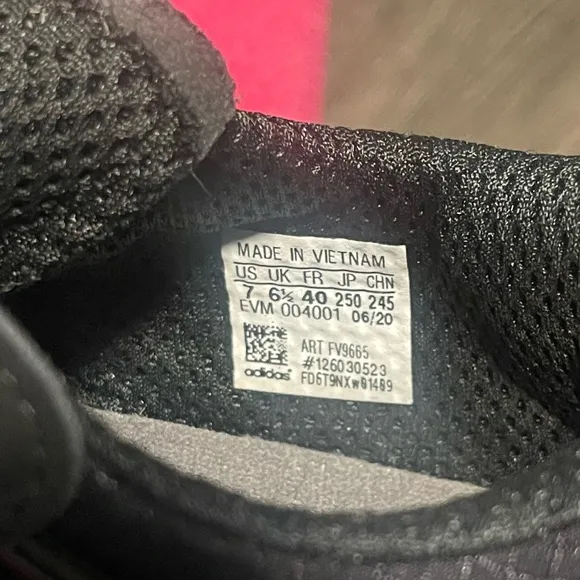 MADE IN VIETNAM
US UK FR JP CHN
7 6½ 40 250 245
EVM 004001 06/20
ART FV9665
#126030523
adidas FD6T9NXw01489